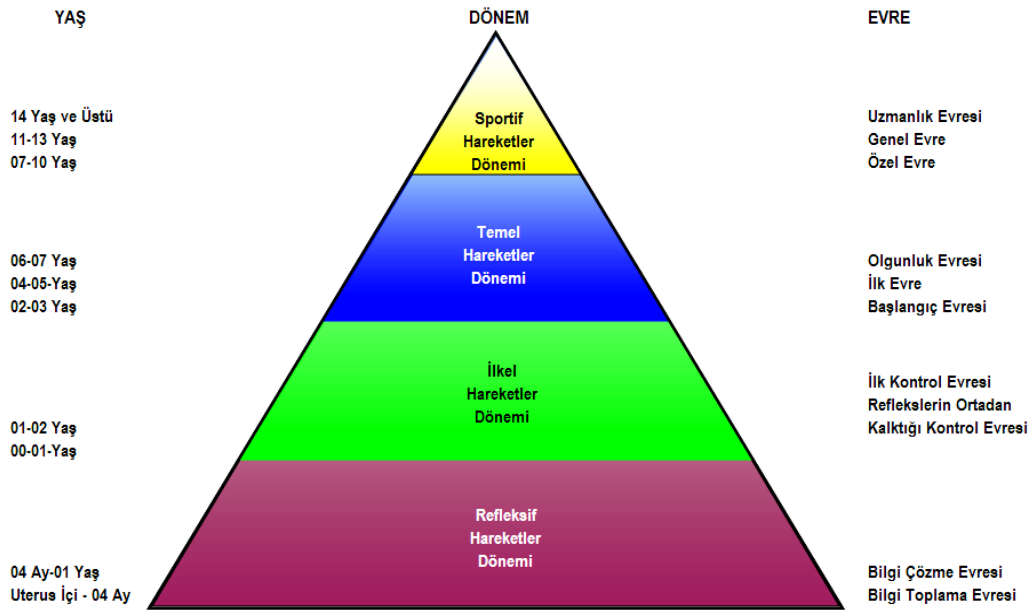 YAŞ DÖNEM EVRE
14 Yaş ve Üstü
11-13 Yaş
07-10 Yaş
Sportif
Hareketler
Dönemi
Uzmanlık Evresi
Genel Evre
Özel Evre
06-07 Yaş
04-05-Yaş
02-03 Yaş
Temel
Hareketler
Dönemi
Olgunluk Evresi
İlk Evre
Başlangıç Evresi
01-02 Yaş
00-01-Yaş
İlkel
Hareketler
Dönemi
İlk Kontrol Evresi
Reflekslerin Ortadan
Kalktığı Kontrol Evresi
04 Ay-01 Yaş
Uterus İçi - 04 Ay
Refleksif
Hareketler
Dönemi
Bilgi Çözme Evresi
Bilgi Toplama Evresi